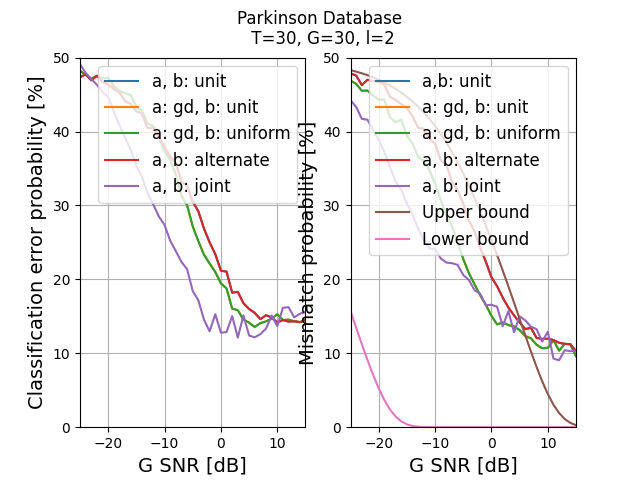 Parkinson Database
T=30, G=30, l=2
Classification error probability [%]
50
40
30
20
10
0
−20
−10
0
10
G SNR [dB]
a, b: unit
a: gd, b: unit
a: gd, b: uniform
a, b: alternate
a, b: joint
Mismatch probability [%]
50
40
30
20
10
0
−20
−10
0
10
G SNR [dB]
a,b: unit
a: gd, b: unit
a: gd, b: uniform
a, b: alternate
a, b: joint
Upper bound
Lower bound